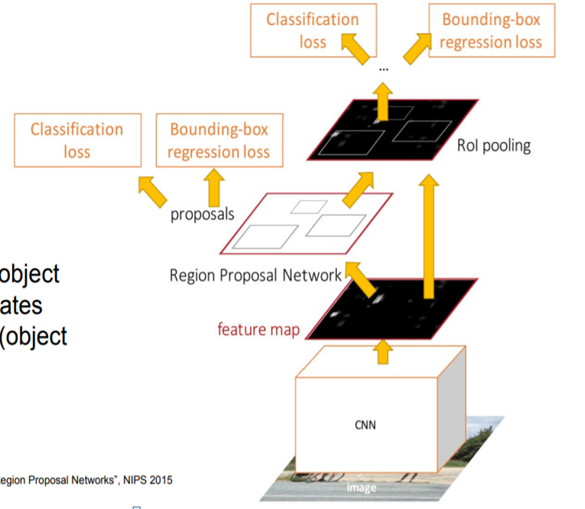 Classification
loss
Bounding-box
regression loss
...
Classification
loss
Bounding-box
regression loss
RoI pooling
proposals
object
ates
(object
Region Proposal Network
feature map
CNN
image
egion Proposal Networks”, NIPS 2015